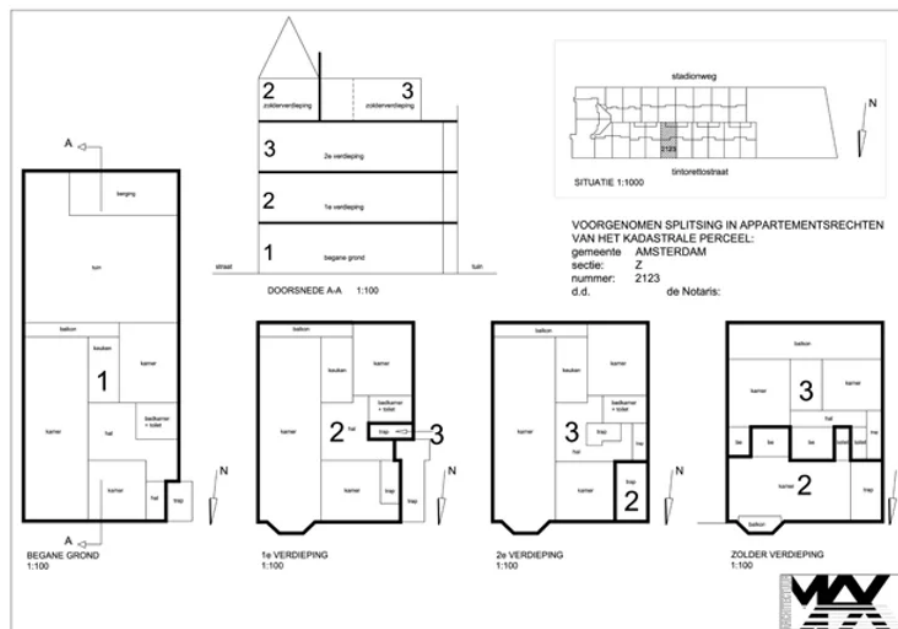 A
berging
tuin
balkon
keuken
kamer
1
kamer
badkamer
+ toilet
hal
kamer
hal
trap
N
A
BEGANE GROND
1:100
2
zolderverdieping
3
zolderverdieping
3
2e verdieping
2
1e verdieping
1
begane grond
straat
tuin
DOORSNEDE A-A 1:100
stadionweg
N
2123
tintorettostraat
SITUATIE 1:1000
VOORGENOMEN SPLITSING IN APPARTEMENTSRECHTEN
VAN HET KADASTRALE PERCEEL:
gemeente AMSTERDAM
sectie: Z
nummer: 2123
d.d. de Notaris:
balkon
keuken
kamer
kamer
2
badkamer
+ toilet
hal
trap
3
kamer
trap
trap
N
1e VERDIEPING
1:100
balkon
keuken
kamer
kamer
3
badkamer
+ toilet
trap
hal
kamer
trap
2
N
2e VERDIEPING
1:100
balkon
kamer
3
kamer
hal
kamer
2
trap
balkon
N
ZOLDER VERDIEPING
1:100
ARCHITECTUUR
MAX